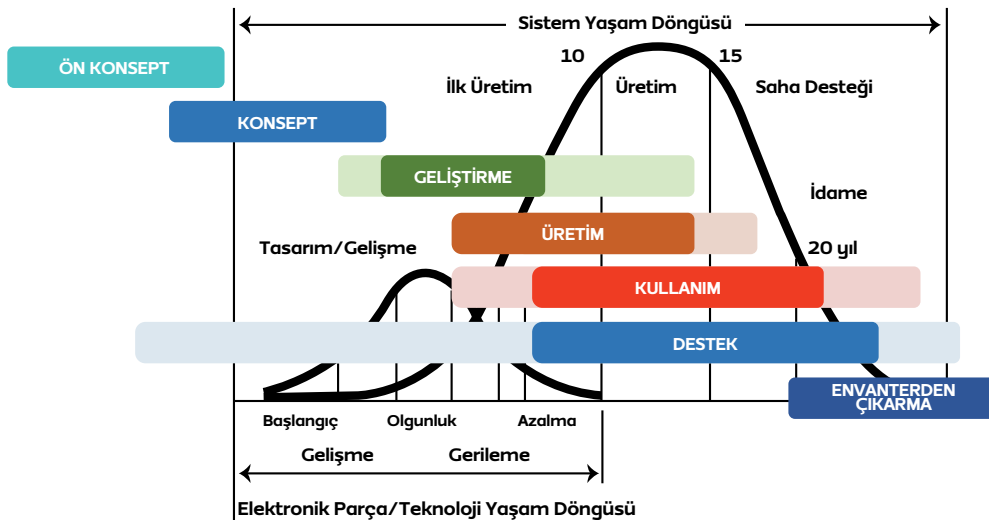 Sistem Yaşam Döngüsü
10
15
ÖN KONSEPT
İlk Üretim
Üretim
Saha Desteği
KONSEPT
GELİŞTİRME
İdame
ÜRETİM
Tasarım/Gelişme
20 yıl
KULLANIM
DESTEK
ENVANTERDEN
ÇIKARMA
Başlangıç
Olgunluk
Azalma
Gelişme
Gerileme
Elektronik Parça/Teknoloji Yaşam Döngüsü